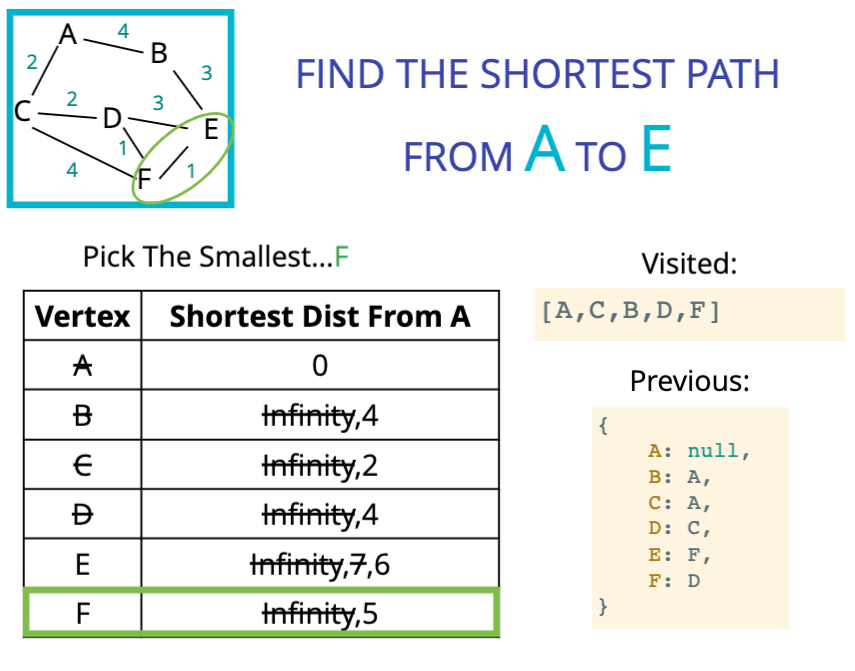 A
4
B
2
3
C
2
D
3
E
1
4
F
1
FIND THE SHORTEST PATH
FROM A TO E
Pick The Smallest...F
Vertex Shortest Dist From A
A 0
B Infinity,4
C Infinity,2
D Infinity,4
E Infinity,7,6
F Infinity,5
Visited:
[A,C,B,D,F]
Previous:
{
A: null,
B: A,
C: A,
D: C,
E: F,
F: D
}